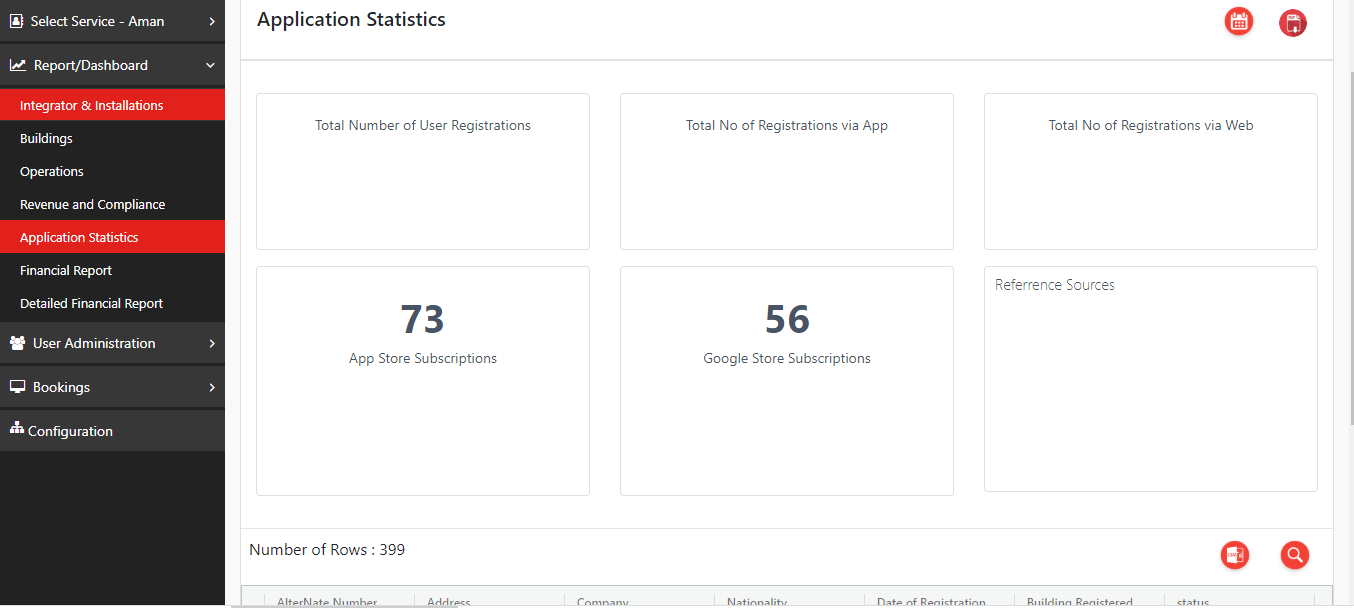 Select Service - Aman
Report/Dashboard
Integrator & Installations
Buildings
Operations
Revenue and Compliance
Application Statistics
Financial Report
Detailed Financial Report
User Administration
Bookings
Configuration
Application Statistics
Total Number of User Registrations
Total No of Registrations via App
Total No of Registrations via Web
73
App Store Subscriptions
56
Google Store Subscriptions
Referrence Sources
Number of Rows : 399
AlterNate Number Address Company Nationality Date of Registration Building Registered status